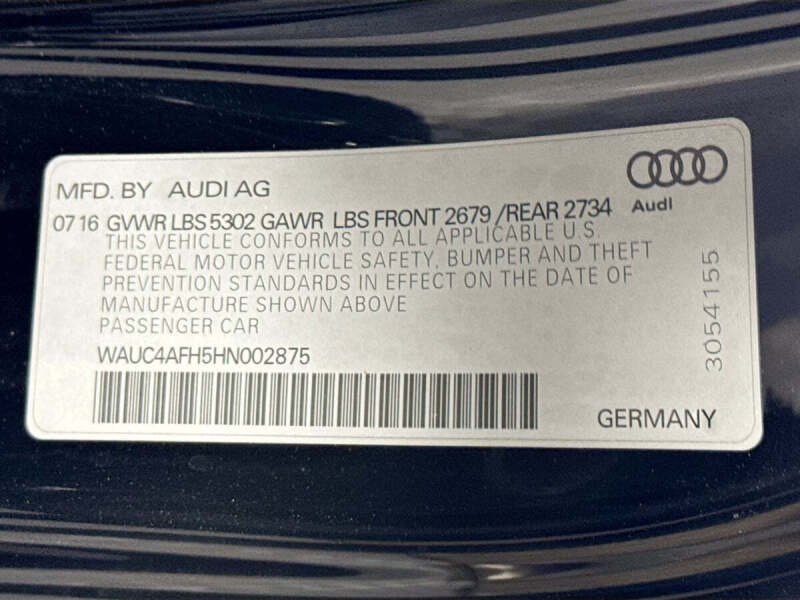 MFD. BY AUDI AG
Audi
07 16 GVWR LBS 5302 GAWR LBS FRONT 2679 /REAR 2734
THIS VEHICLE CONFORMS TO ALL APPLICABLE U.S.
FEDERAL MOTOR VEHICLE SAFETY, BUMPER AND THEFT
PREVENTION STANDARDS IN EFFECT ON THE DATE OF
MANUFACTURE SHOWN ABOVE
PASSENGER CAR
WAUC4AFH5HN002875
GERMANY
3054155